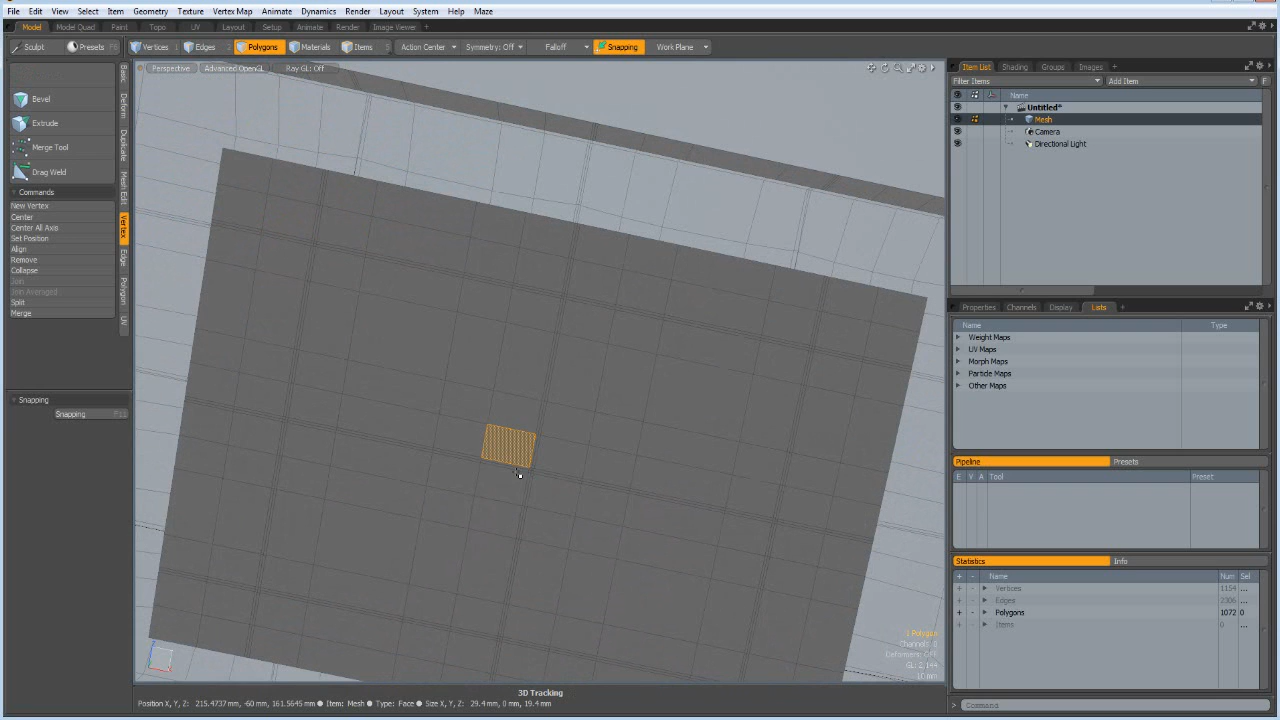 File Edit View Select Item Geometry Texture Vertex Map Animate Dynamics Render Layout System Help Maze
Model Model Quad Paint Topo UV Layout Setup Animate Render Image Viewer +
Sculpt Presets F6 Vertices 1 Edges 2 Polygons Materials Items Action Center Symmetry: Off Falloff Snapping Work Plane
Perspective Advanced OpenGL Ray GL: Off
Bevel
Extrude
Merge Tool
Drag Weld
Commands
New Vertex
Center
Center All Axis
Set Position
Align
Remove
Collapse
Join
Join Averaged
Split
Merge
Basic
Deform
Duplicate
Mesh Edit
Vertex
Edge
Polygon
UV
Snapping
Snapping F11
1 Polygon
Channels: 0
Deformers: OFF
GL: 2,144
10 mm
3D Tracking
Position X, Y, Z: 215.4737 mm, -60 mm, 161.5645 mm Item: Mesh Type: Face Size X, Y, Z: 29.4 mm, 0 mm, 19.4 mm
Item List Shading Groups Images +
Filter Items Add Item F
Name
Untitled*
Mesh
Camera
Directional Light
Properties Channels Display Lists +
Name Type
Weight Maps
UV Maps
Morph Maps
Particle Maps
Other Maps
Pipeline Presets
E V A Tool Preset
Statistics Info
+ - Name Num Sel
+ - Vertices 1154 ...
+ - Edges 2306 ...
+ - Polygons 1072 0
+ - Items 0 ...
> Command